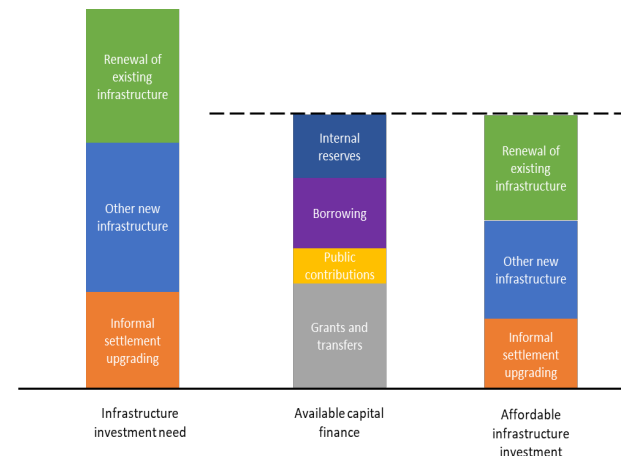 Renewal of
existing
infrastructure
Other new
infrastructure
Informal
settlement
upgrading
Infrastructure
investment need
Internal
reserves
Borrowing
Public
contributions
Grants and
transfers
Available capital
finance
Renewal of
existing
infrastructure
Other new
infrastructure
Informal
settlement
upgrading
Affordable
infrastructure
investment